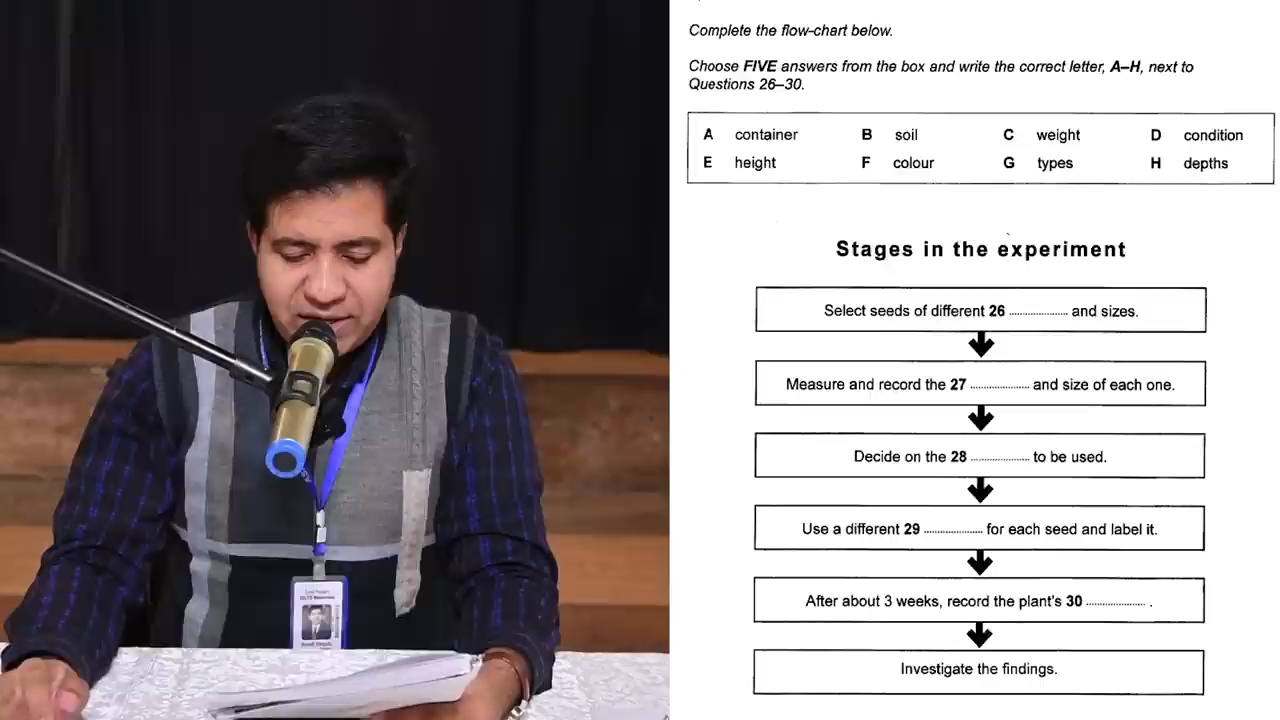 Complete the flow-chart below.
Choose FIVE answers from the box and write the correct letter, A–H, next to
Questions 26–30.
A container B soil C weight D condition
E height F colour G types H depths
Stages in the experiment
Select seeds of different 26 .................... and sizes.
Measure and record the 27 .................... and size of each one.
Decide on the 28 .................... to be used.
Use a different 29 .................... for each seed and label it.
After about 3 weeks, record the plant's 30 .................... .
Investigate the findings.